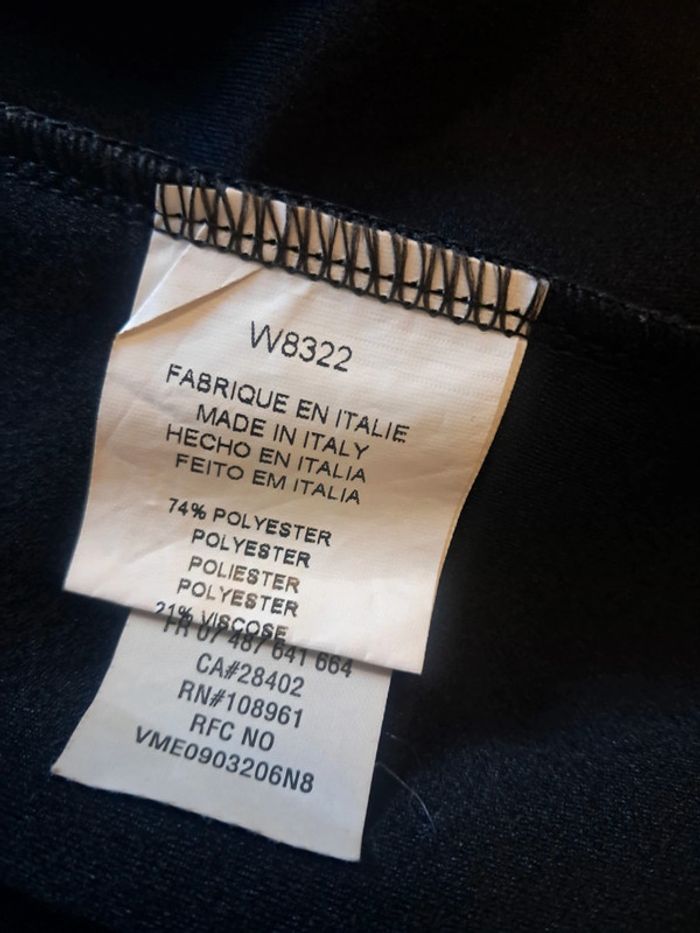 W8322
FABRIQUE EN ITALIE
MADE IN ITALY
HECHO EN ITALIA
FEITO EM ITALIA
74% POLYESTER
POLYESTER
POLIESTER
POLYESTER
21% VISCOSE
FR 07 487 641 664
CA#28402
RN#108961
RFC NO
VME0903206N8